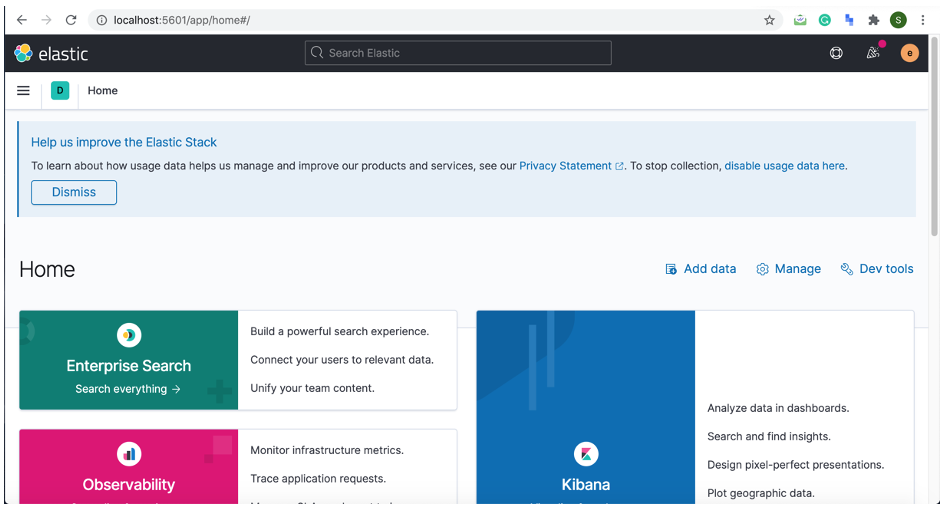 localhost:5601/app/home#/
S
elastic
Search Elastic
e
D
Home
Help us improve the Elastic Stack
To learn about how usage data helps us manage and improve our products and services, see our Privacy Statement. To stop collection, disable usage data here.
Dismiss
Home
Add data
Manage
Dev tools
Enterprise Search
Search everything →
Build a powerful search experience.
Connect your users to relevant data.
Unify your team content.
Observability
Monitor infrastructure metrics.
Trace application requests.
Kibana
Analyze data in dashboards.
Search and find insights.
Design pixel-perfect presentations.
Plot geographic data.